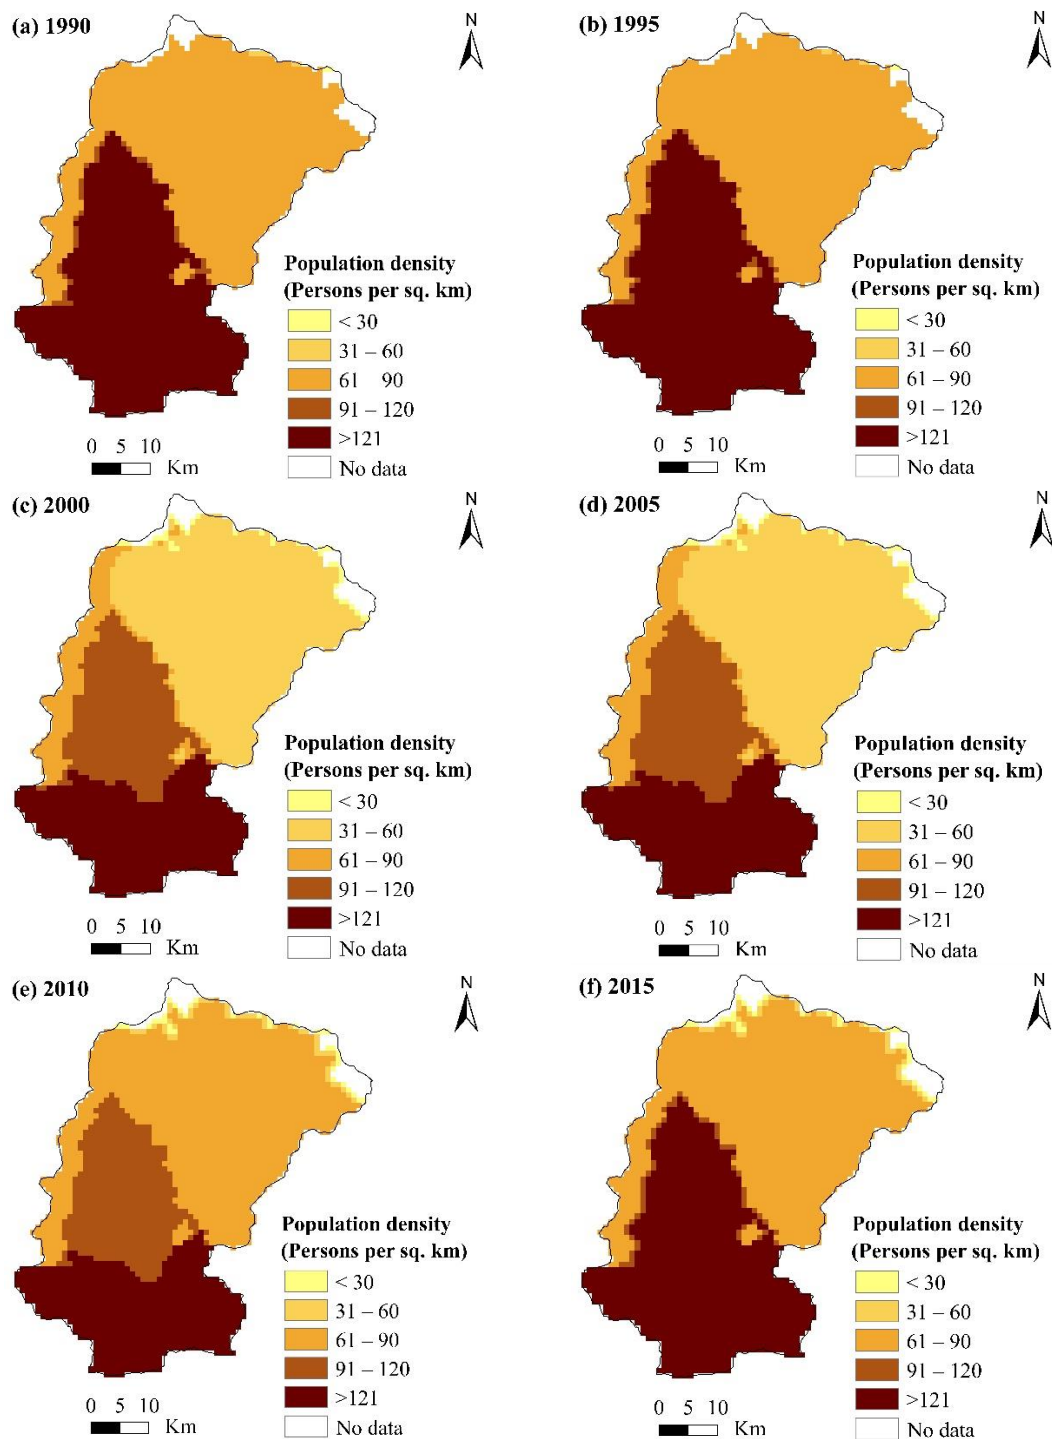 (a) 1990
N
Population density
(Persons per sq. km)
< 30
31 – 60
61 – 90
91 – 120
>121
No data
0 5 10
Km
(b) 1995
N
Population density
(Persons per sq. km)
< 30
31 – 60
61 – 90
91 – 120
>121
No data
0 5 10
Km
(c) 2000
N
Population density
(Persons per sq. km)
< 30
31 – 60
61 – 90
91 – 120
>121
No data
0 5 10
Km
(d) 2005
N
Population density
(Persons per sq. km)
< 30
31 – 60
61 – 90
91 – 120
>121
No data
0 5 10
Km
(e) 2010
N
Population density
(Persons per sq. km)
< 30
31 – 60
61 – 90
91 – 120
>121
No data
0 5 10
Km
(f) 2015
N
Population density
(Persons per sq. km)
< 30
31 – 60
61 – 90
91 – 120
>121
No data
0 5 10
Km